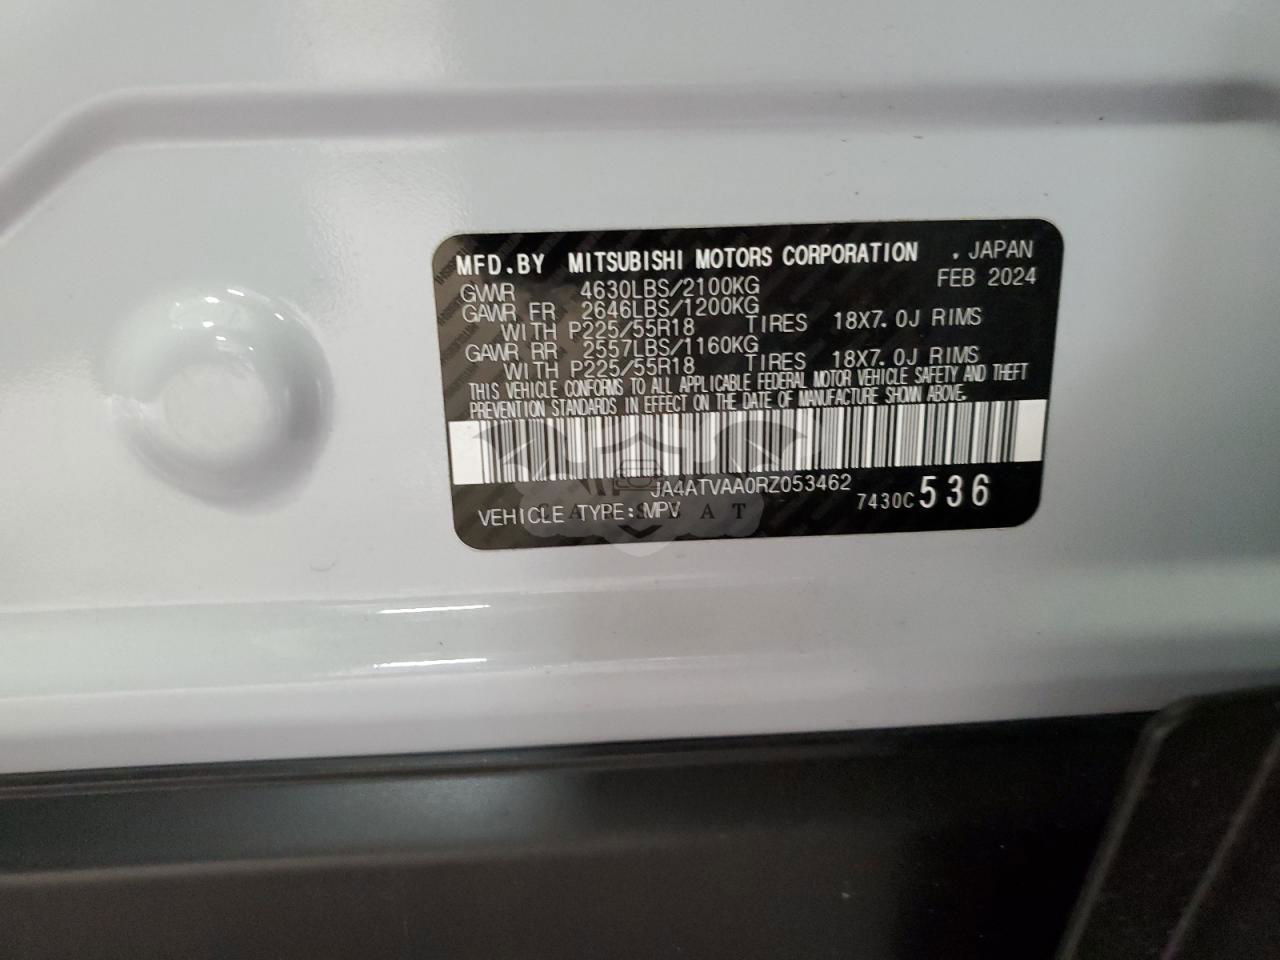 MFD.BY MITSUBISHI MOTORS CORPORATION . JAPAN
FEB 2024
GVWR 4630LBS/2100KG
GAWR FR 2646LBS/1200KG
WITH P225/55R18 TIRES 18X7.0J RIMS
GAWR RR 2557LBS/1160KG
WITH P225/55R18 TIRES 18X7.0J RIMS
THIS VEHICLE CONFORMS TO ALL APPLICABLE FEDERAL MOTOR VEHICLE SAFETY AND THEFT
PREVENTION STANDARDS IN EFFECT ON THE DATE OF MANUFACTURE SHOWN ABOVE.
JA4ATVAA0RZ053462
7430C 536
VEHICLE TYPE:MPV